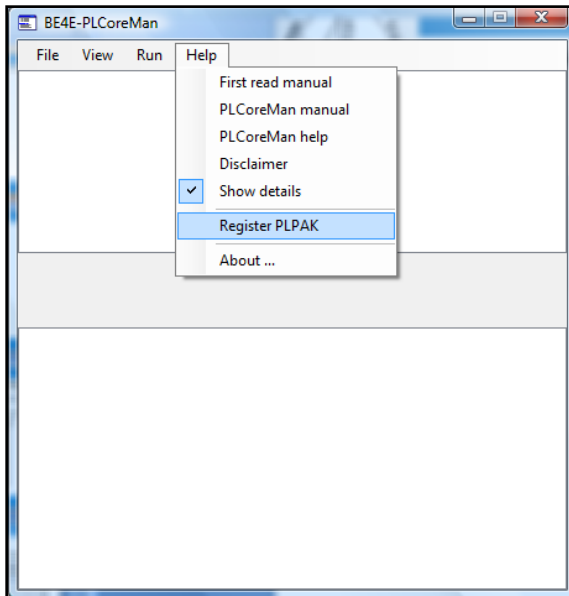 BE4E-PLCoreMan
File View Run Help
First read manual
PLCoreMan manual
PLCoreMan help
Disclaimer
Show details
Register PLPAK
About ...